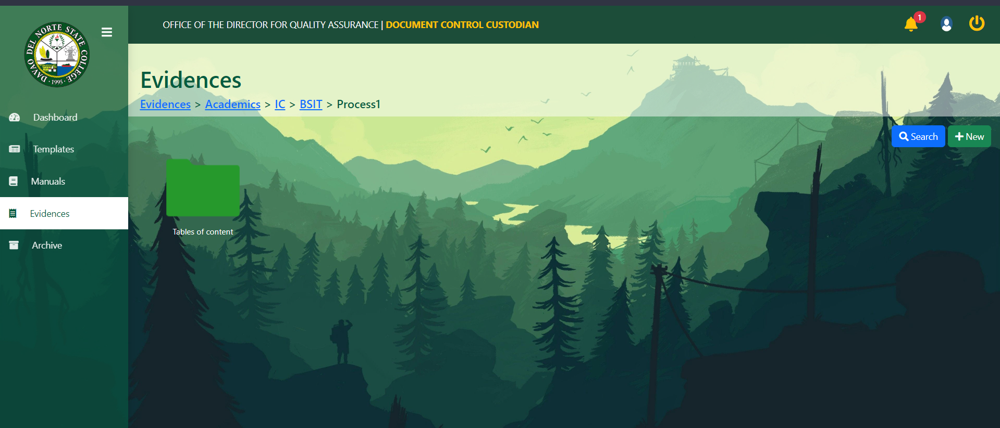 DAVAO DEL NORTE STATE COLLEGE
· 1995 ·
OFFICE OF THE DIRECTOR FOR QUALITY ASSURANCE | DOCUMENT CONTROL CUSTODIAN
1
Evidences
Evidences > Academics > IC > BSIT > Process1
Search
New
Dashboard
Templates
Manuals
Evidences
Archive
Tables of content